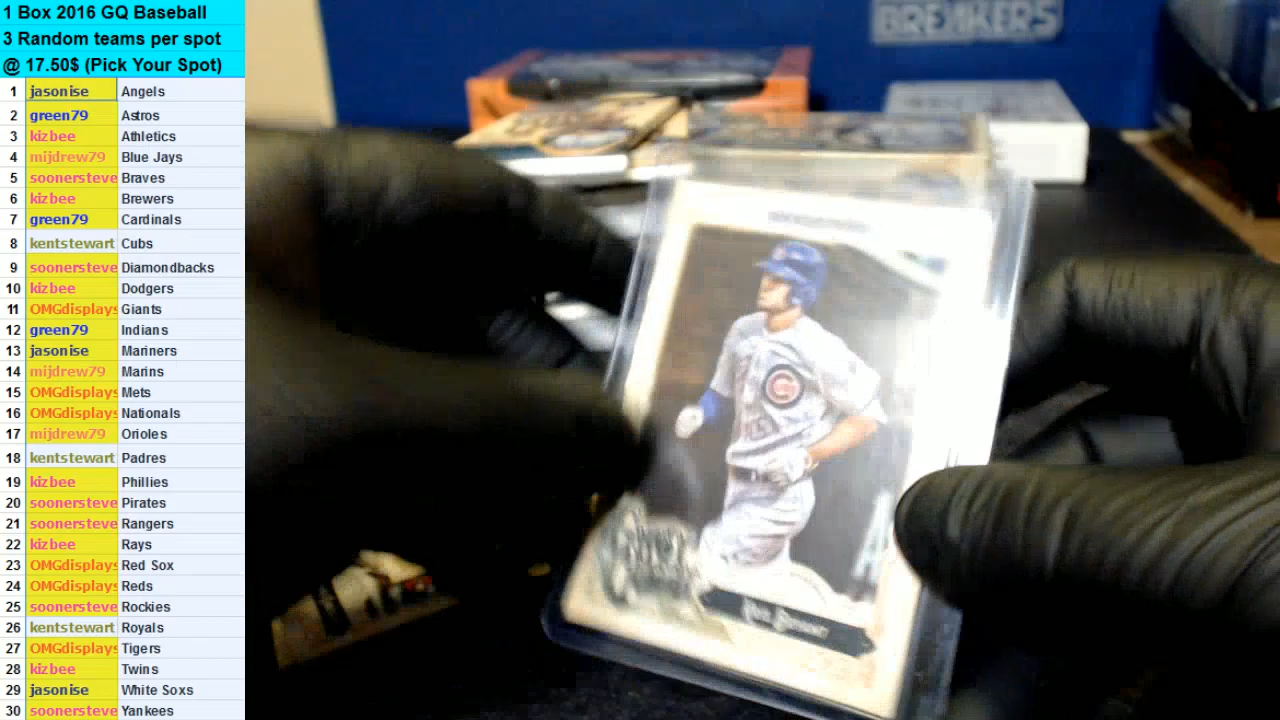 1 Box 2016 GQ Baseball
3 Random teams per spot
@ 17.50$ (Pick Your Spot)
1 jasonise Angels
2 green79 Astros
3 kizbee Athletics
4 mijdrew79 Blue Jays
5 soonersteve Braves
6 kizbee Brewers
7 green79 Cardinals
8 kentstewart Cubs
9 soonersteve Diamondbacks
10 kizbee Dodgers
11 OMGdisplays Giants
12 green79 Indians
13 jasonise Mariners
14 mijdrew79 Marins
15 OMGdisplays Mets
16 OMGdisplays Nationals
17 mijdrew79 Orioles
18 kentstewart Padres
19 kizbee Phillies
20 soonersteve Pirates
21 soonersteve Rangers
22 kizbee Rays
23 OMGdisplays Red Sox
24 OMGdisplays Reds
25 soonersteve Rockies
26 kentstewart Royals
27 OMGdisplays Tigers
28 kizbee Twins
29 jasonise White Soxs
30 soonersteve Yankees
BREAKERS
Kris Bryant